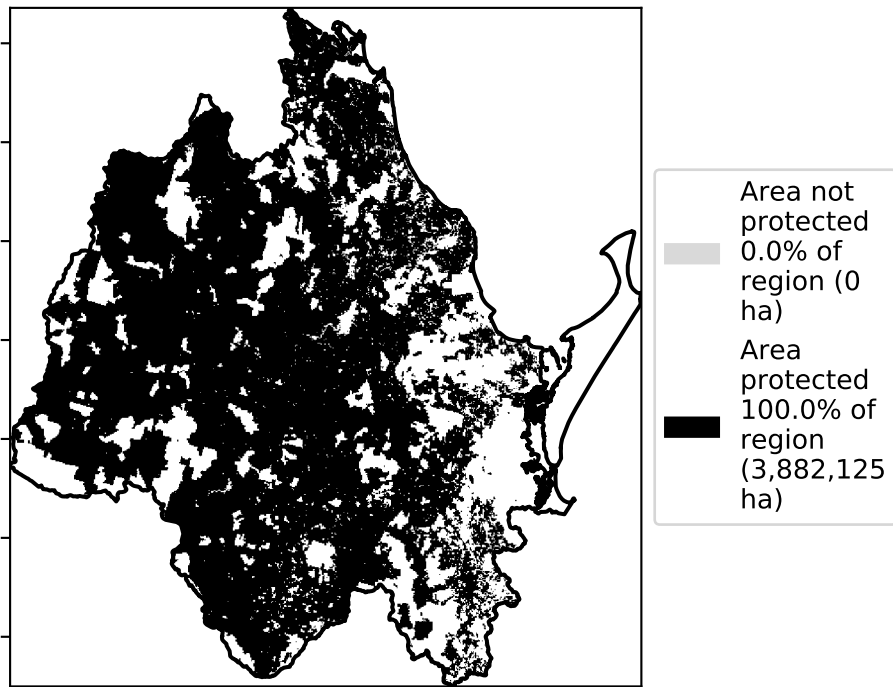 Area not
protected
0.0% of
region (0
ha)
Area
protected
100.0% of
region
(3,882,125
ha)